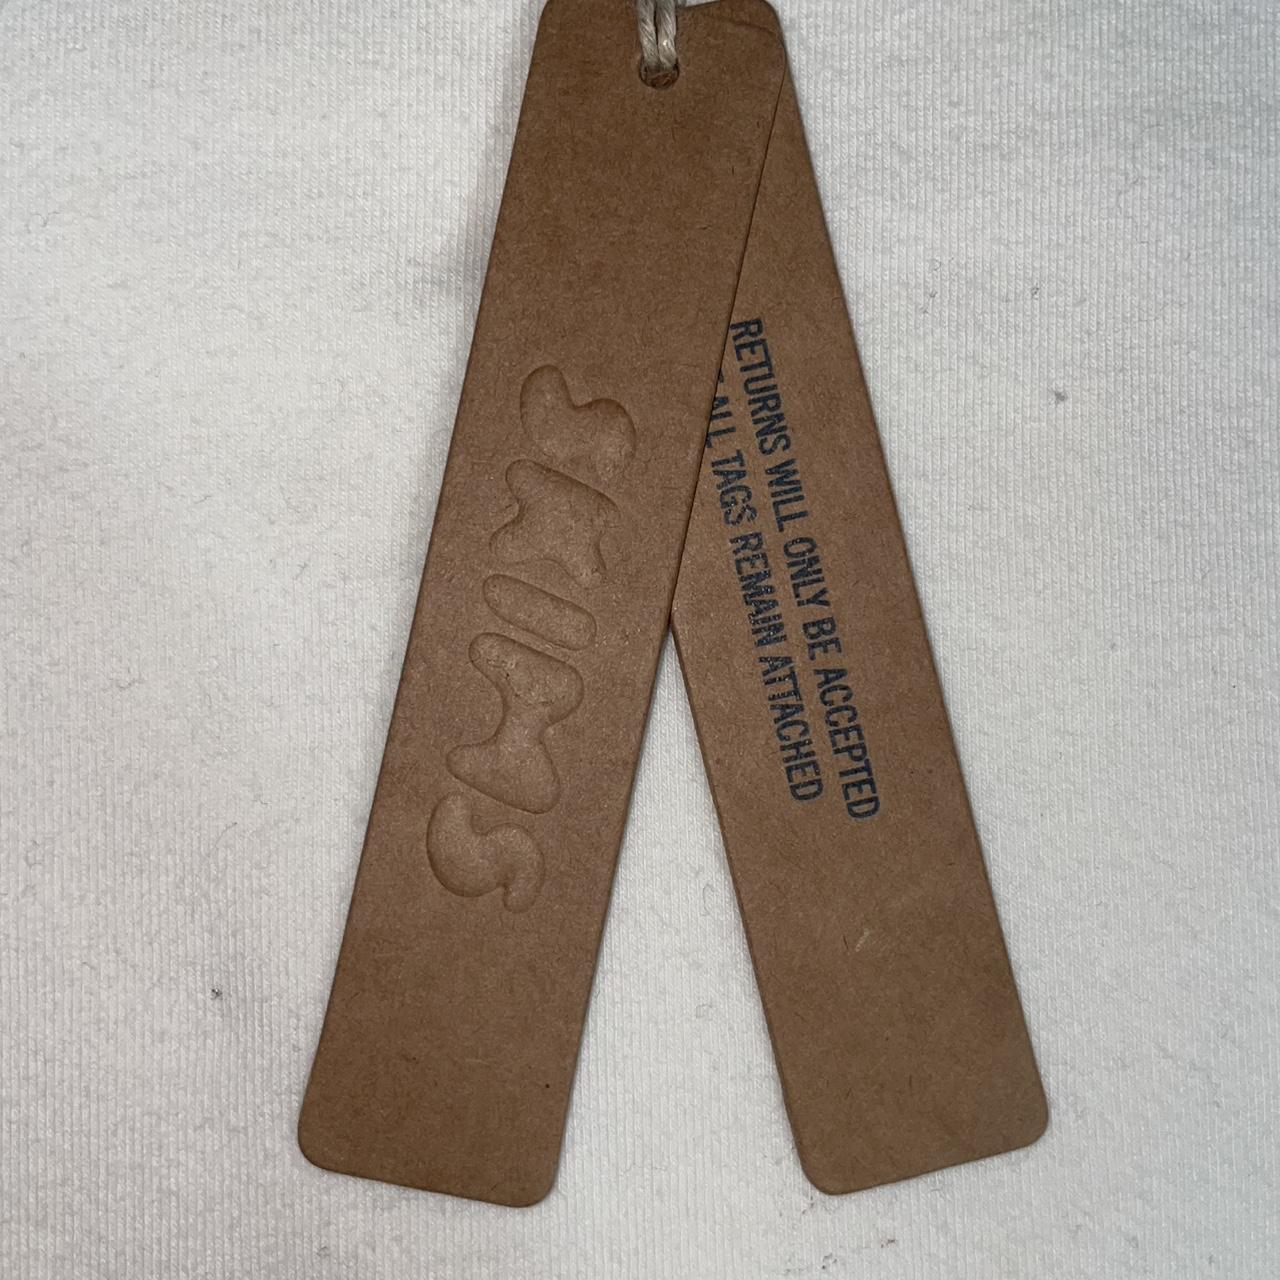 SKIMS
RETURNS WILL ONLY BE ACCEPTED
ALL TAGS REMAIN ATTACHED